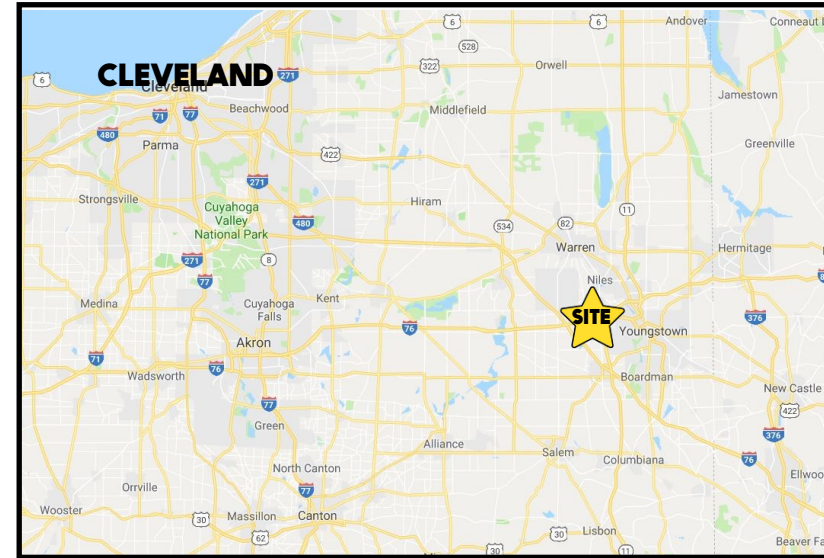 6
6
Andover
Conneaut L
528
CLEVELAND
271
322
Orwell
6
Cleveland
Jamestown
71
77
Beachwood
Middlefield
480
Parma
422
Greenville
271
Strongsville
Cuyahoga
Valley
National Park
Hiram
11
480
534
82
Warren
Hermitage
271
8
77
Niles
Medina
Cuyahoga
Falls
Kent
SITE
376
76
Youngstown
Akron
71
76
Wadsworth
Boardman
New Castle
77
422
Green
376
Alliance
Salem
Columbiana
76
North Canton
Ellwoo
Orrville
77
Wooster
30
Massillon
Canton
62
30
Lisbon
Beaver Fa
30
11